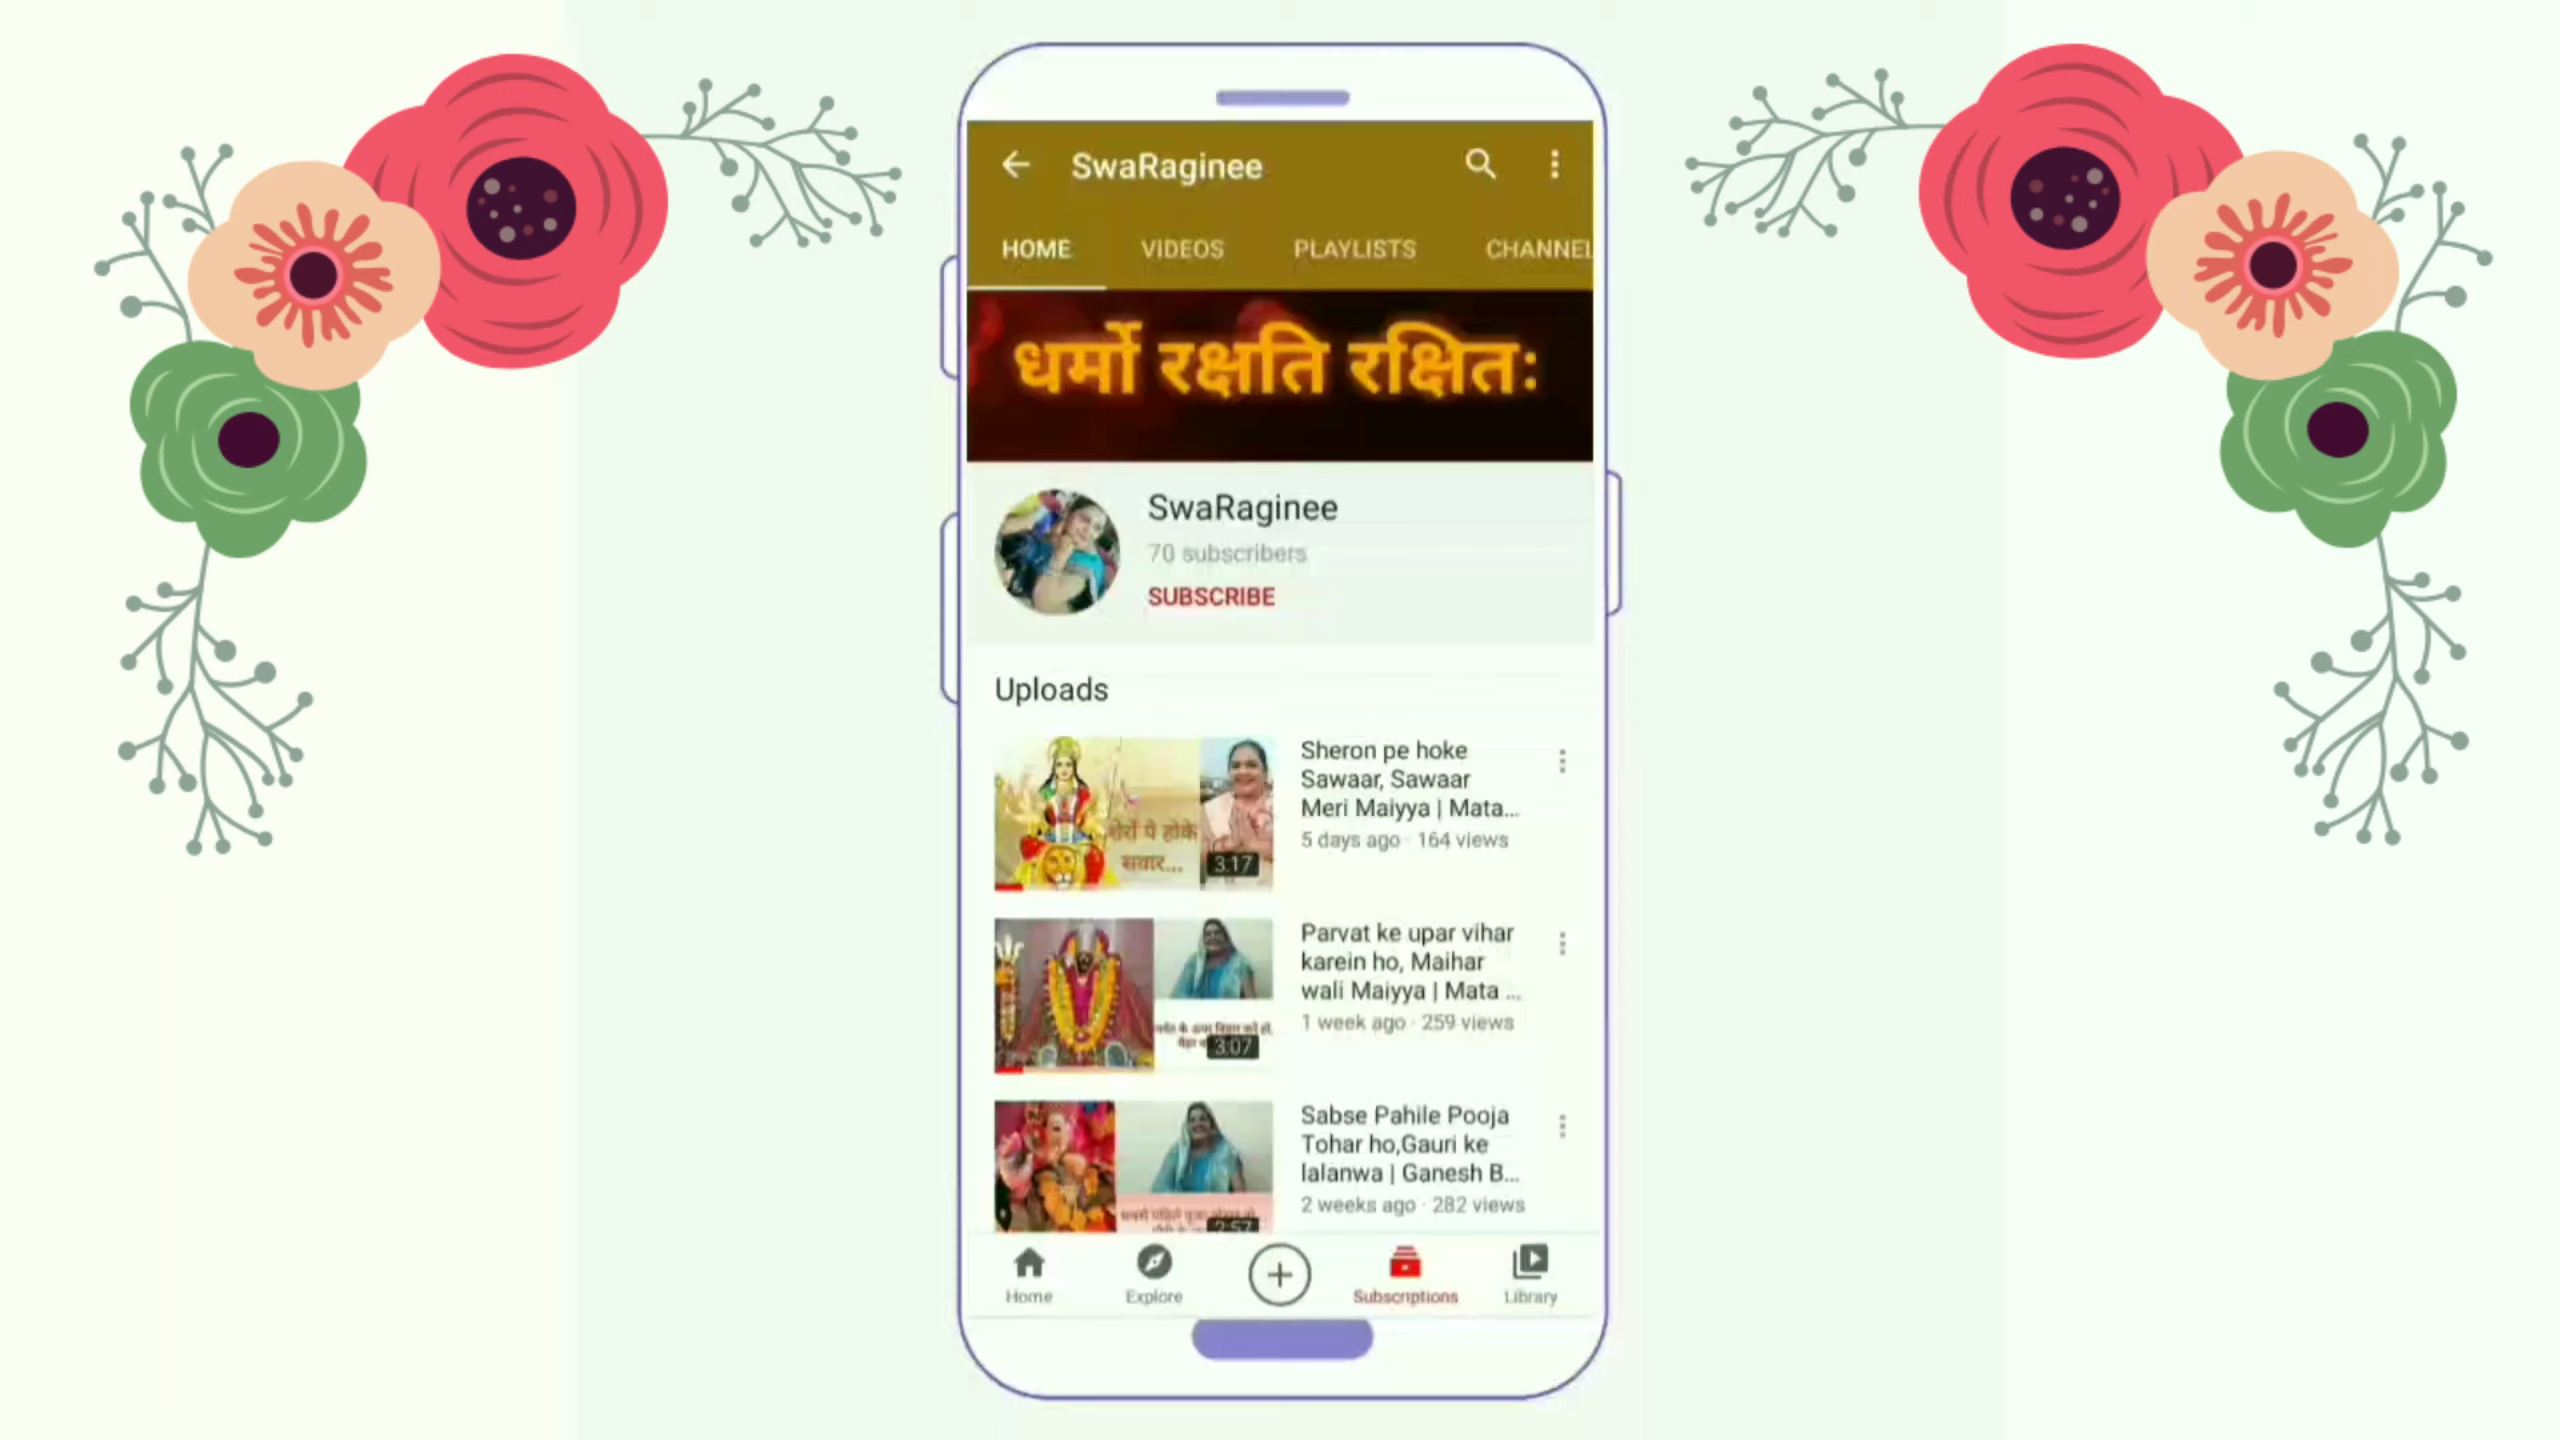 SwaRaginee
HOME VIDEOS PLAYLISTS CHANNEL
धर्मो रक्षति रक्षितः
SwaRaginee
70 subscribers
SUBSCRIBE
Uploads
शेरों पे होके
सवार...
3:17
Sheron pe hoke
Sawaar, Sawaar
Meri Maiyya | Mata...
5 days ago · 164 views
3:07
Parvat ke upar vihar
karein ho, Maihar
wali Maiyya | Mata ...
1 week ago · 259 views
2:57
Sabse Pahile Pooja
Tohar ho,Gauri ke
lalanwa | Ganesh B...
2 weeks ago · 282 views
Home Explore Subscriptions Library